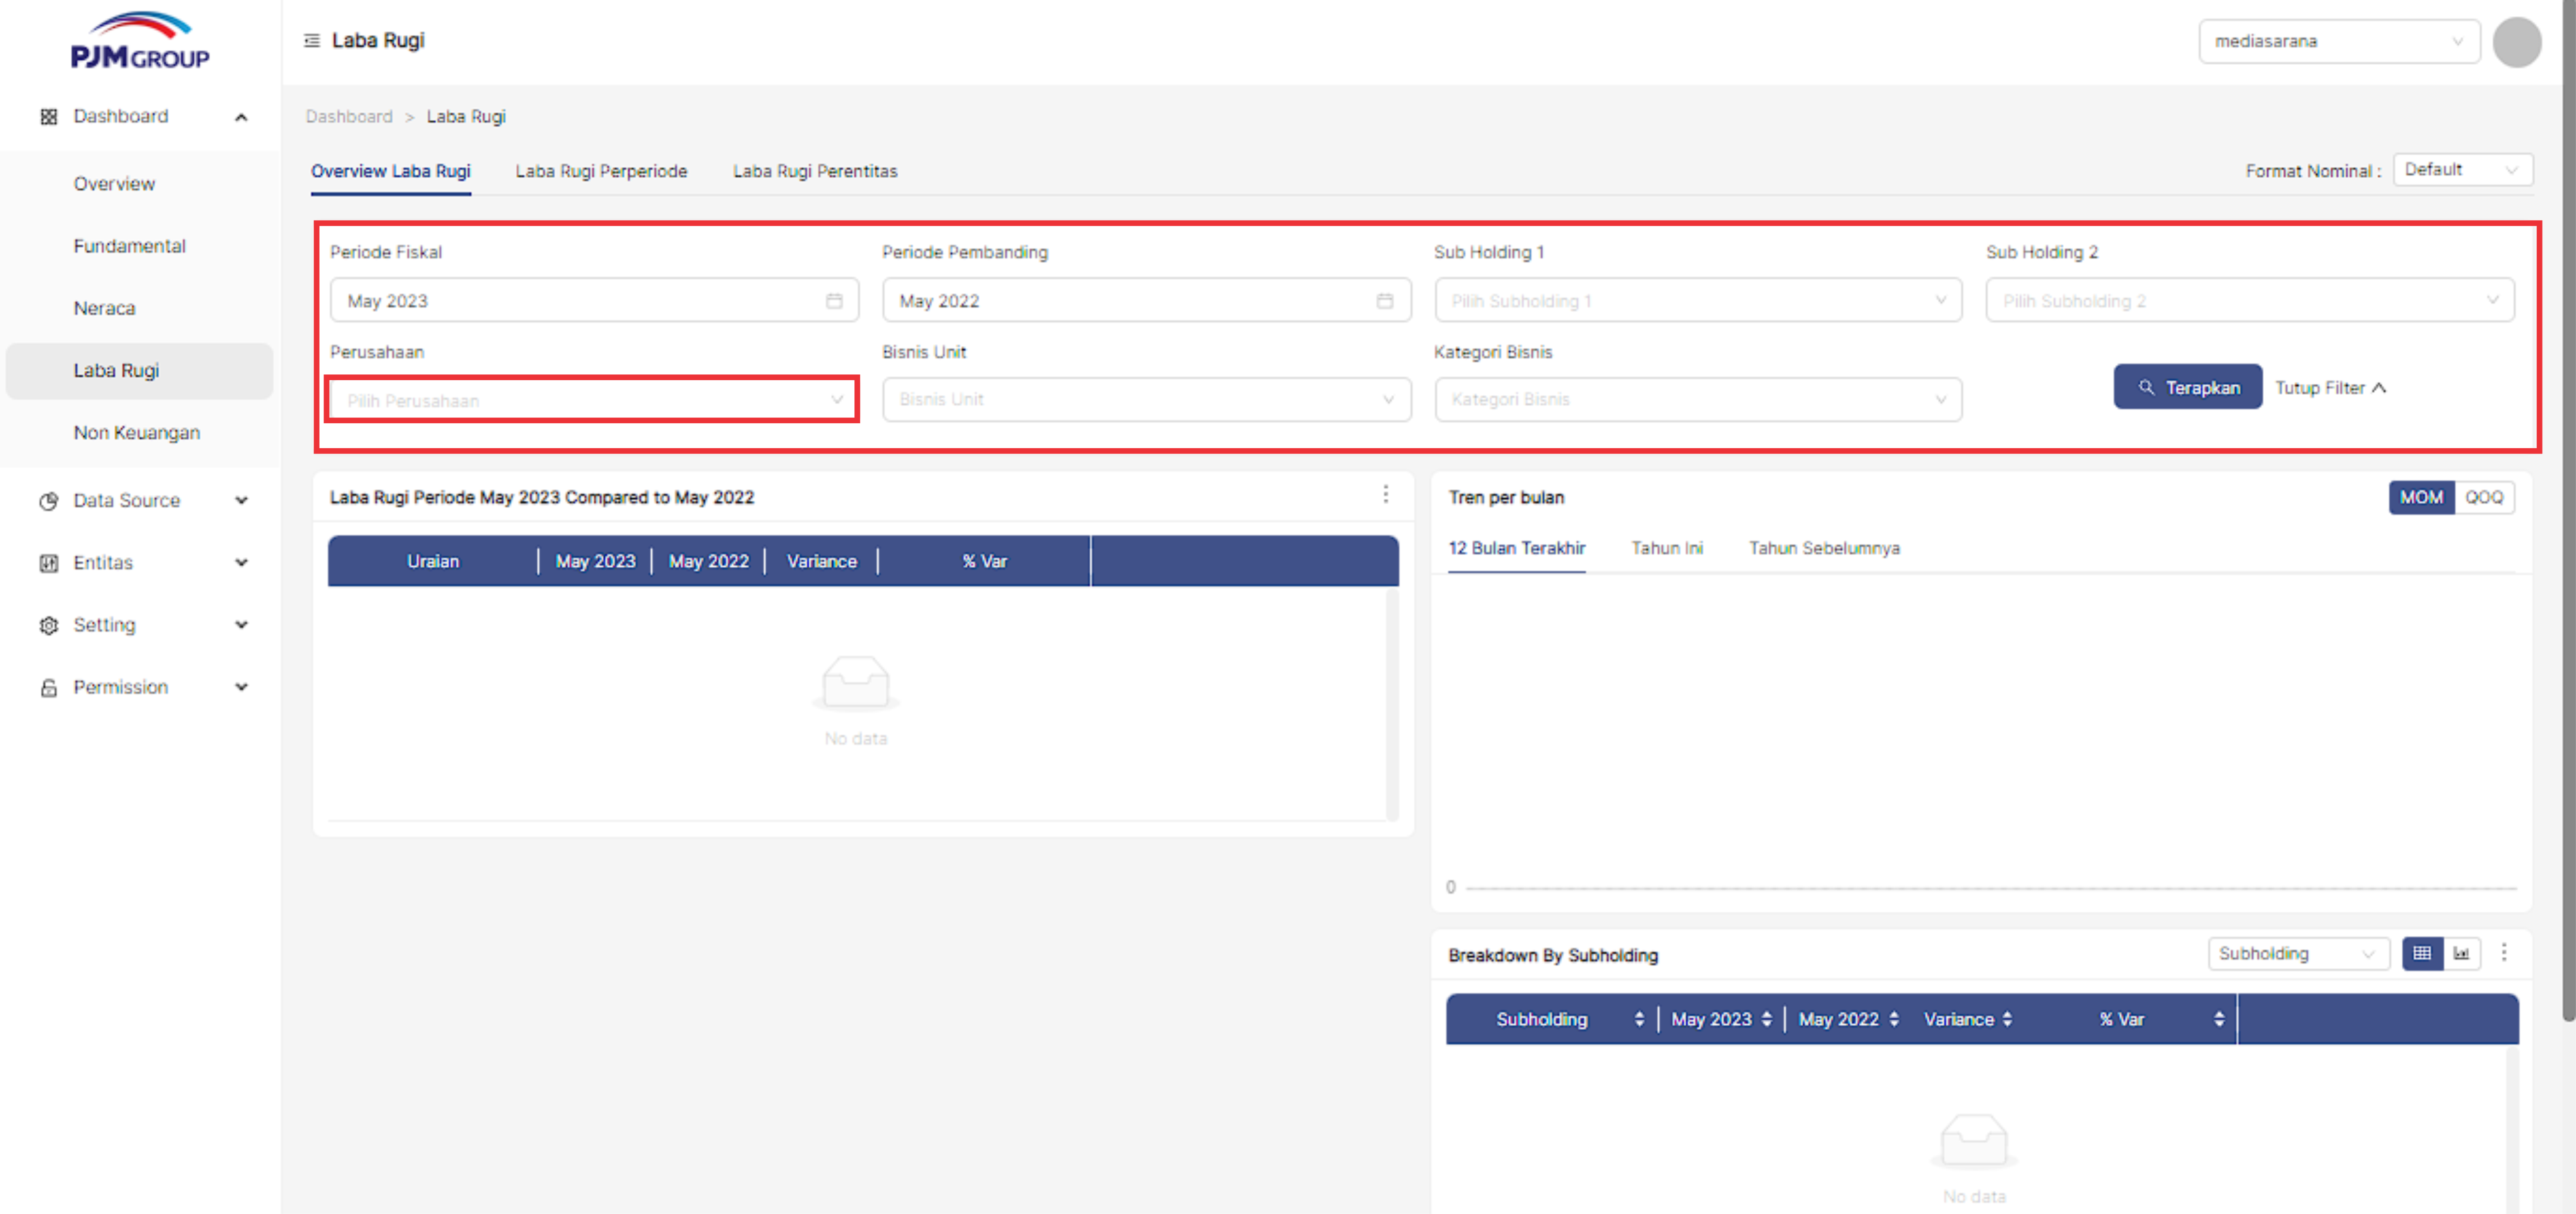 PJM GROUP
Laba Rugi
mediasarana
Dashboard
Overview
Fundamental
Neraca
Laba Rugi
Non Keuangan
Data Source
Entitas
Setting
Permission
Dashboard > Laba Rugi
Overview Laba Rugi Laba Rugi Perperiode Laba Rugi Perentitas
Format Nominal : Default
Periode Fiskal Periode Pembanding Sub Holding 1 Sub Holding 2
May 2023 May 2022 Pilih Subholding 1 Pilih Subholding 2
Perusahaan Bisnis Unit Kategori Bisnis
Pilih Perusahaan Bisnis Unit Kategori Bisnis
Terapkan Tutup Filter
Laba Rugi Periode May 2023 Compared to May 2022
Uraian May 2023 May 2022 Variance % Var
No data
Tren per bulan
MOM QOQ
12 Bulan Terakhir Tahun Ini Tahun Sebelumnya
0
Breakdown By Subholding
Subholding
Subholding May 2023 May 2022 Variance % Var
No data